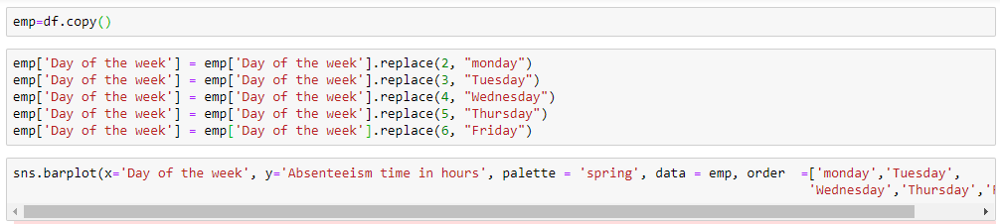 emp=df.copy()
emp['Day of the week'] = emp['Day of the week'].replace(2, "monday")
emp['Day of the week'] = emp['Day of the week'].replace(3, "Tuesday")
emp['Day of the week'] = emp['Day of the week'].replace(4, "Wednesday")
emp['Day of the week'] = emp['Day of the week'].replace(5, "Thursday")
emp['Day of the week'] = emp['Day of the week'].replace(6, "Friday")
sns.barplot(x='Day of the week', y='Absenteeism time in hours', palette = 'spring', data = emp, order  =['monday','Tuesday',
'Wednesday','Thursday','